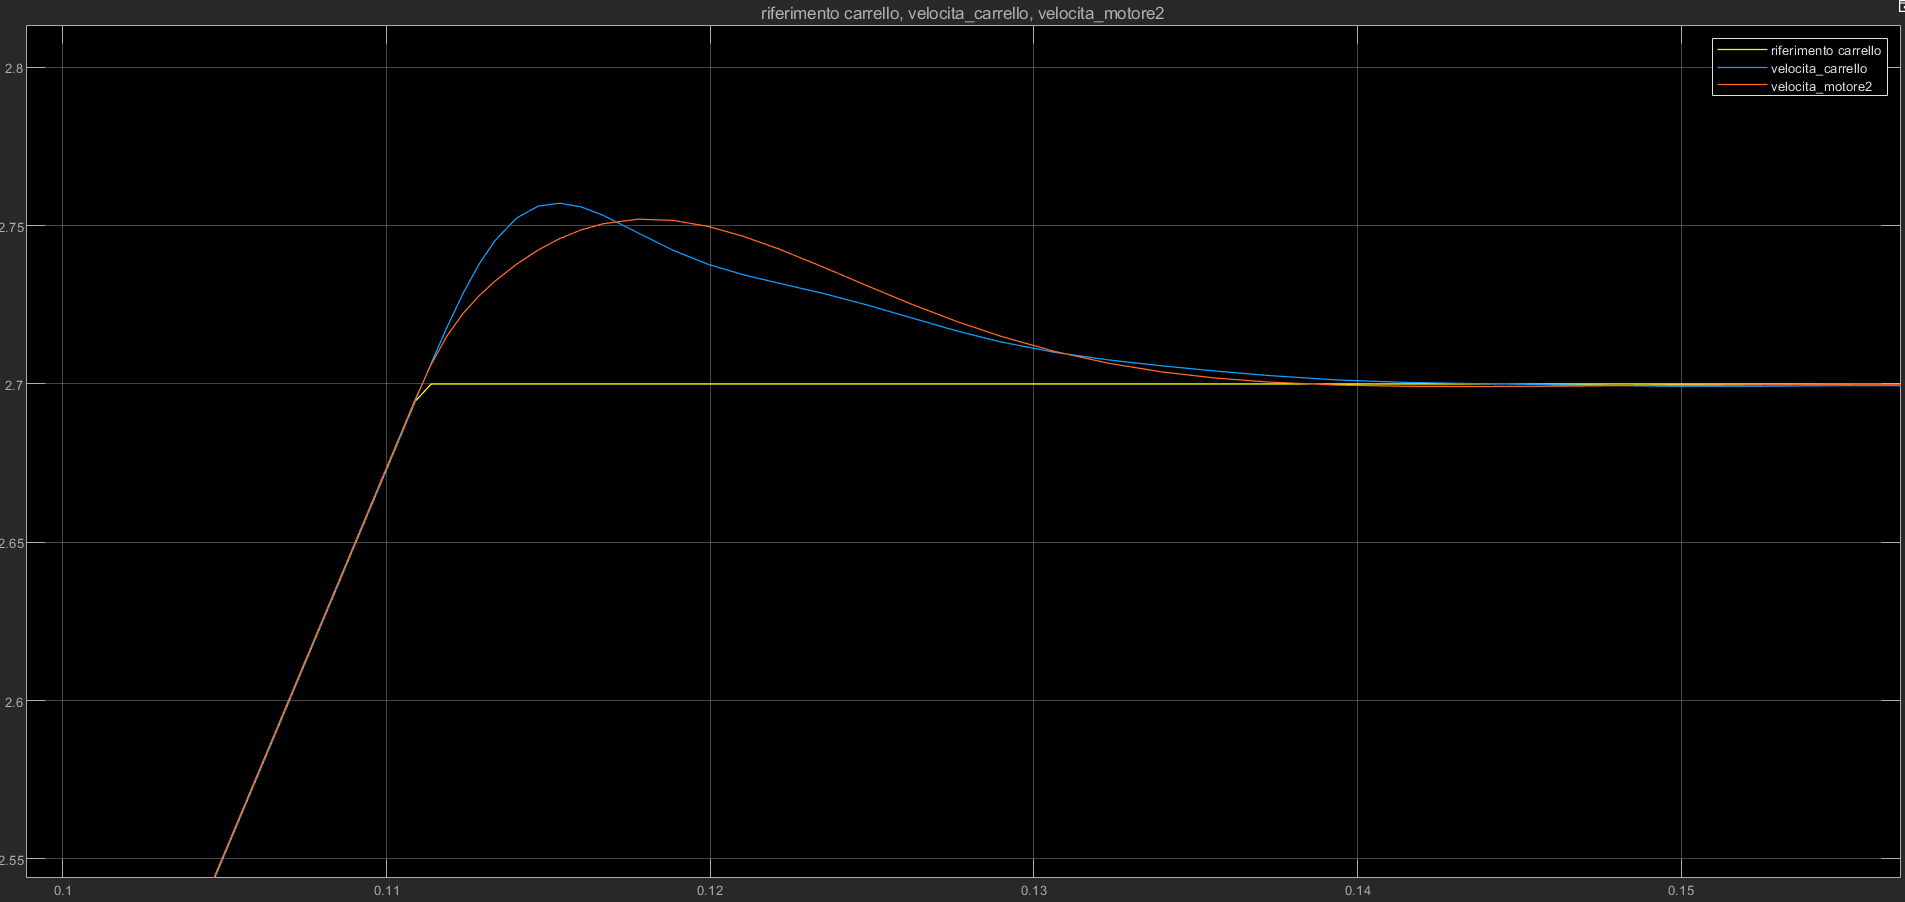 riferimento carrello, velocita_carrello, velocita_motore2
riferimento carrello
velocita_carrello
velocita_motore2
2.8
2.75
2.7
2.65
2.6
2.55
0.1 0.11 0.12 0.13 0.14 0.15